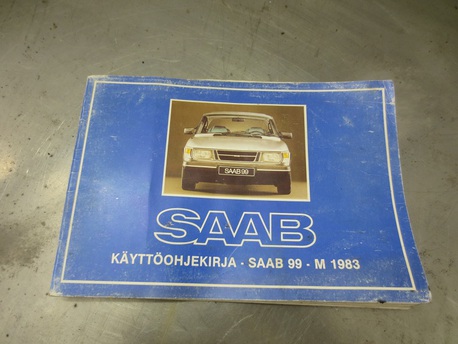 SAAB 99
SAAB
KÄYTTÖOHJEKIRJA · SAAB 99 - M 1983